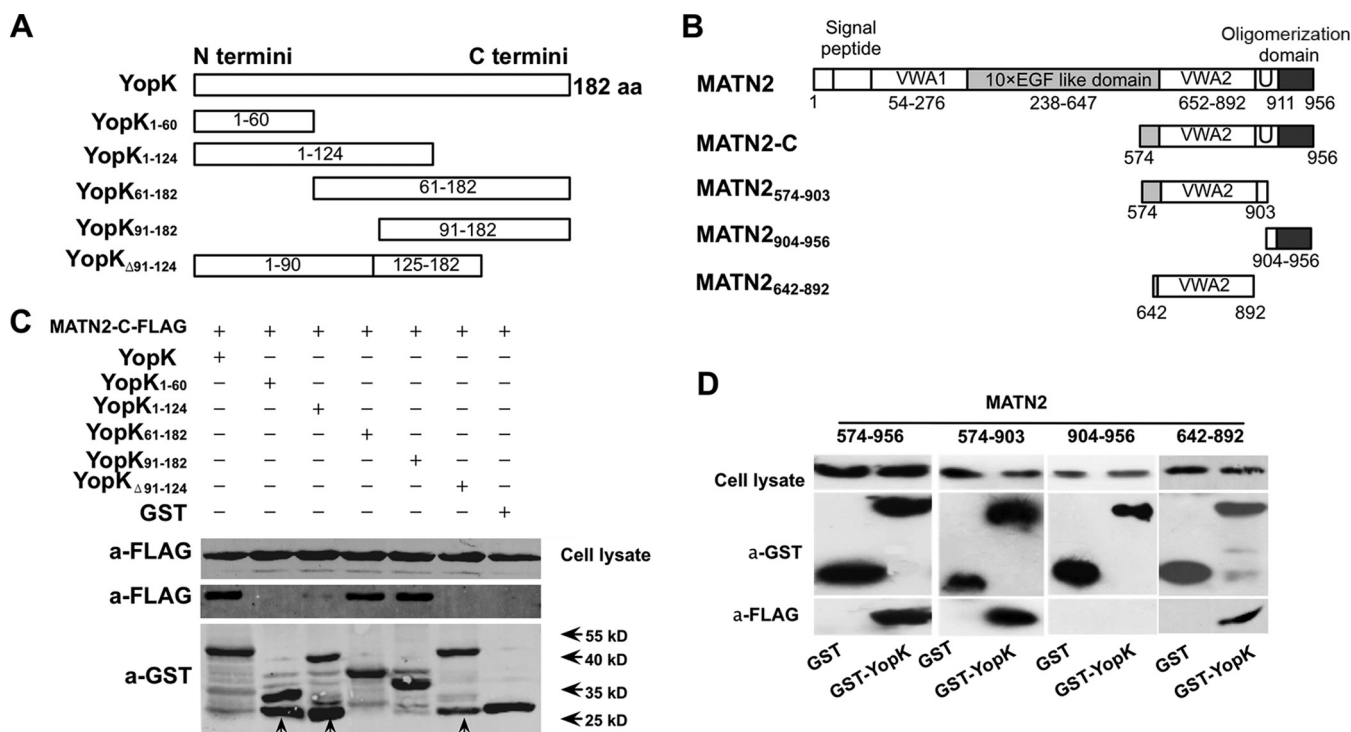 A
N termini C termini
YopK 182 aa
YopK1-60 1-60
YopK1-124 1-124
YopK61-182 61-182
YopK91-182 91-182
YopKΔ91-124 1-90 125-182
B
Signal peptide
Oligomerization domain
MATN2 VWA1 10×EGF like domain VWA2 U
1 54-276 238-647 652-892 911 956
MATN2-C VWA2 U
574 956
MATN2574-903 VWA2
574 903
MATN2904-956
904-956
MATN2642-892 VWA2
642 892
C
MATN2-C-FLAG + + + + + + +
YopK + − − − − − −
YopK1-60 − + − − − − −
YopK1-124 − − + − − − −
YopK61-182 − − − + − − −
YopK91-182 − − − − + − −
YopKΔ91-124 − − − − − + −
GST − − − − − − +
a-FLAG Cell lysate
a-FLAG
a-GST
55 kD
40 kD
35 kD
25 kD
D
MATN2
574-956 574-903 904-956 642-892
Cell lysate
a-GST
a-FLAG
GST GST-YopK GST GST-YopK GST GST-YopK GST GST-YopK